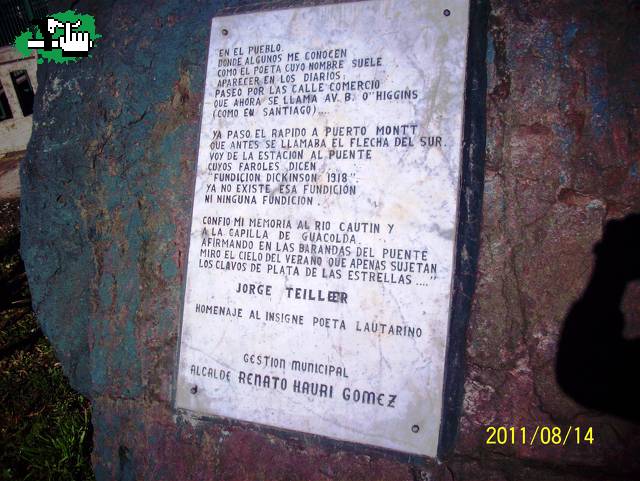 EN EL PUEBLO.
DONDE ALGUNOS ME CONOCEN
COMO EL POETA CUYO NOMBRE SUELE
APARECER EN LOS DIARIOS;
PASEO POR LAS CALLE COMERCIO
QUE AHORA SE LLAMA AV. B. O"HIGGINS
(COMO EN SANTIAGO)....
YA PASO EL RAPIDO A PUERTO MONTT
QUE ANTES SE LLAMABA EL FLECHA DEL SUR.
VOY DE LA ESTACION AL PUENTE
CUYOS FAROLES DICEN
"FUNDICION DICKINSON 1918".
YA NO EXISTE ESA FUNDICION
NI NINGUNA FUNDICION.
CONFIO MI MEMORIA AL RIO CAUTIN Y
A LA CAPILLA DE GUACOLDA.
AFIRMANDO EN LAS BARANDAS DEL PUENTE
MIRO EL CIELO DEL VERANO QUE APENAS SUJETAN
LOS CLAVOS DE PLATA DE LAS ESTRELLAS ...."
JORGE TEILLER
HOMENAJE AL INSIGNE POETA LAUTARINO
GESTION MUNICIPAL
ALCALDE RENATO HAURI GOMEZ
2011/08/14